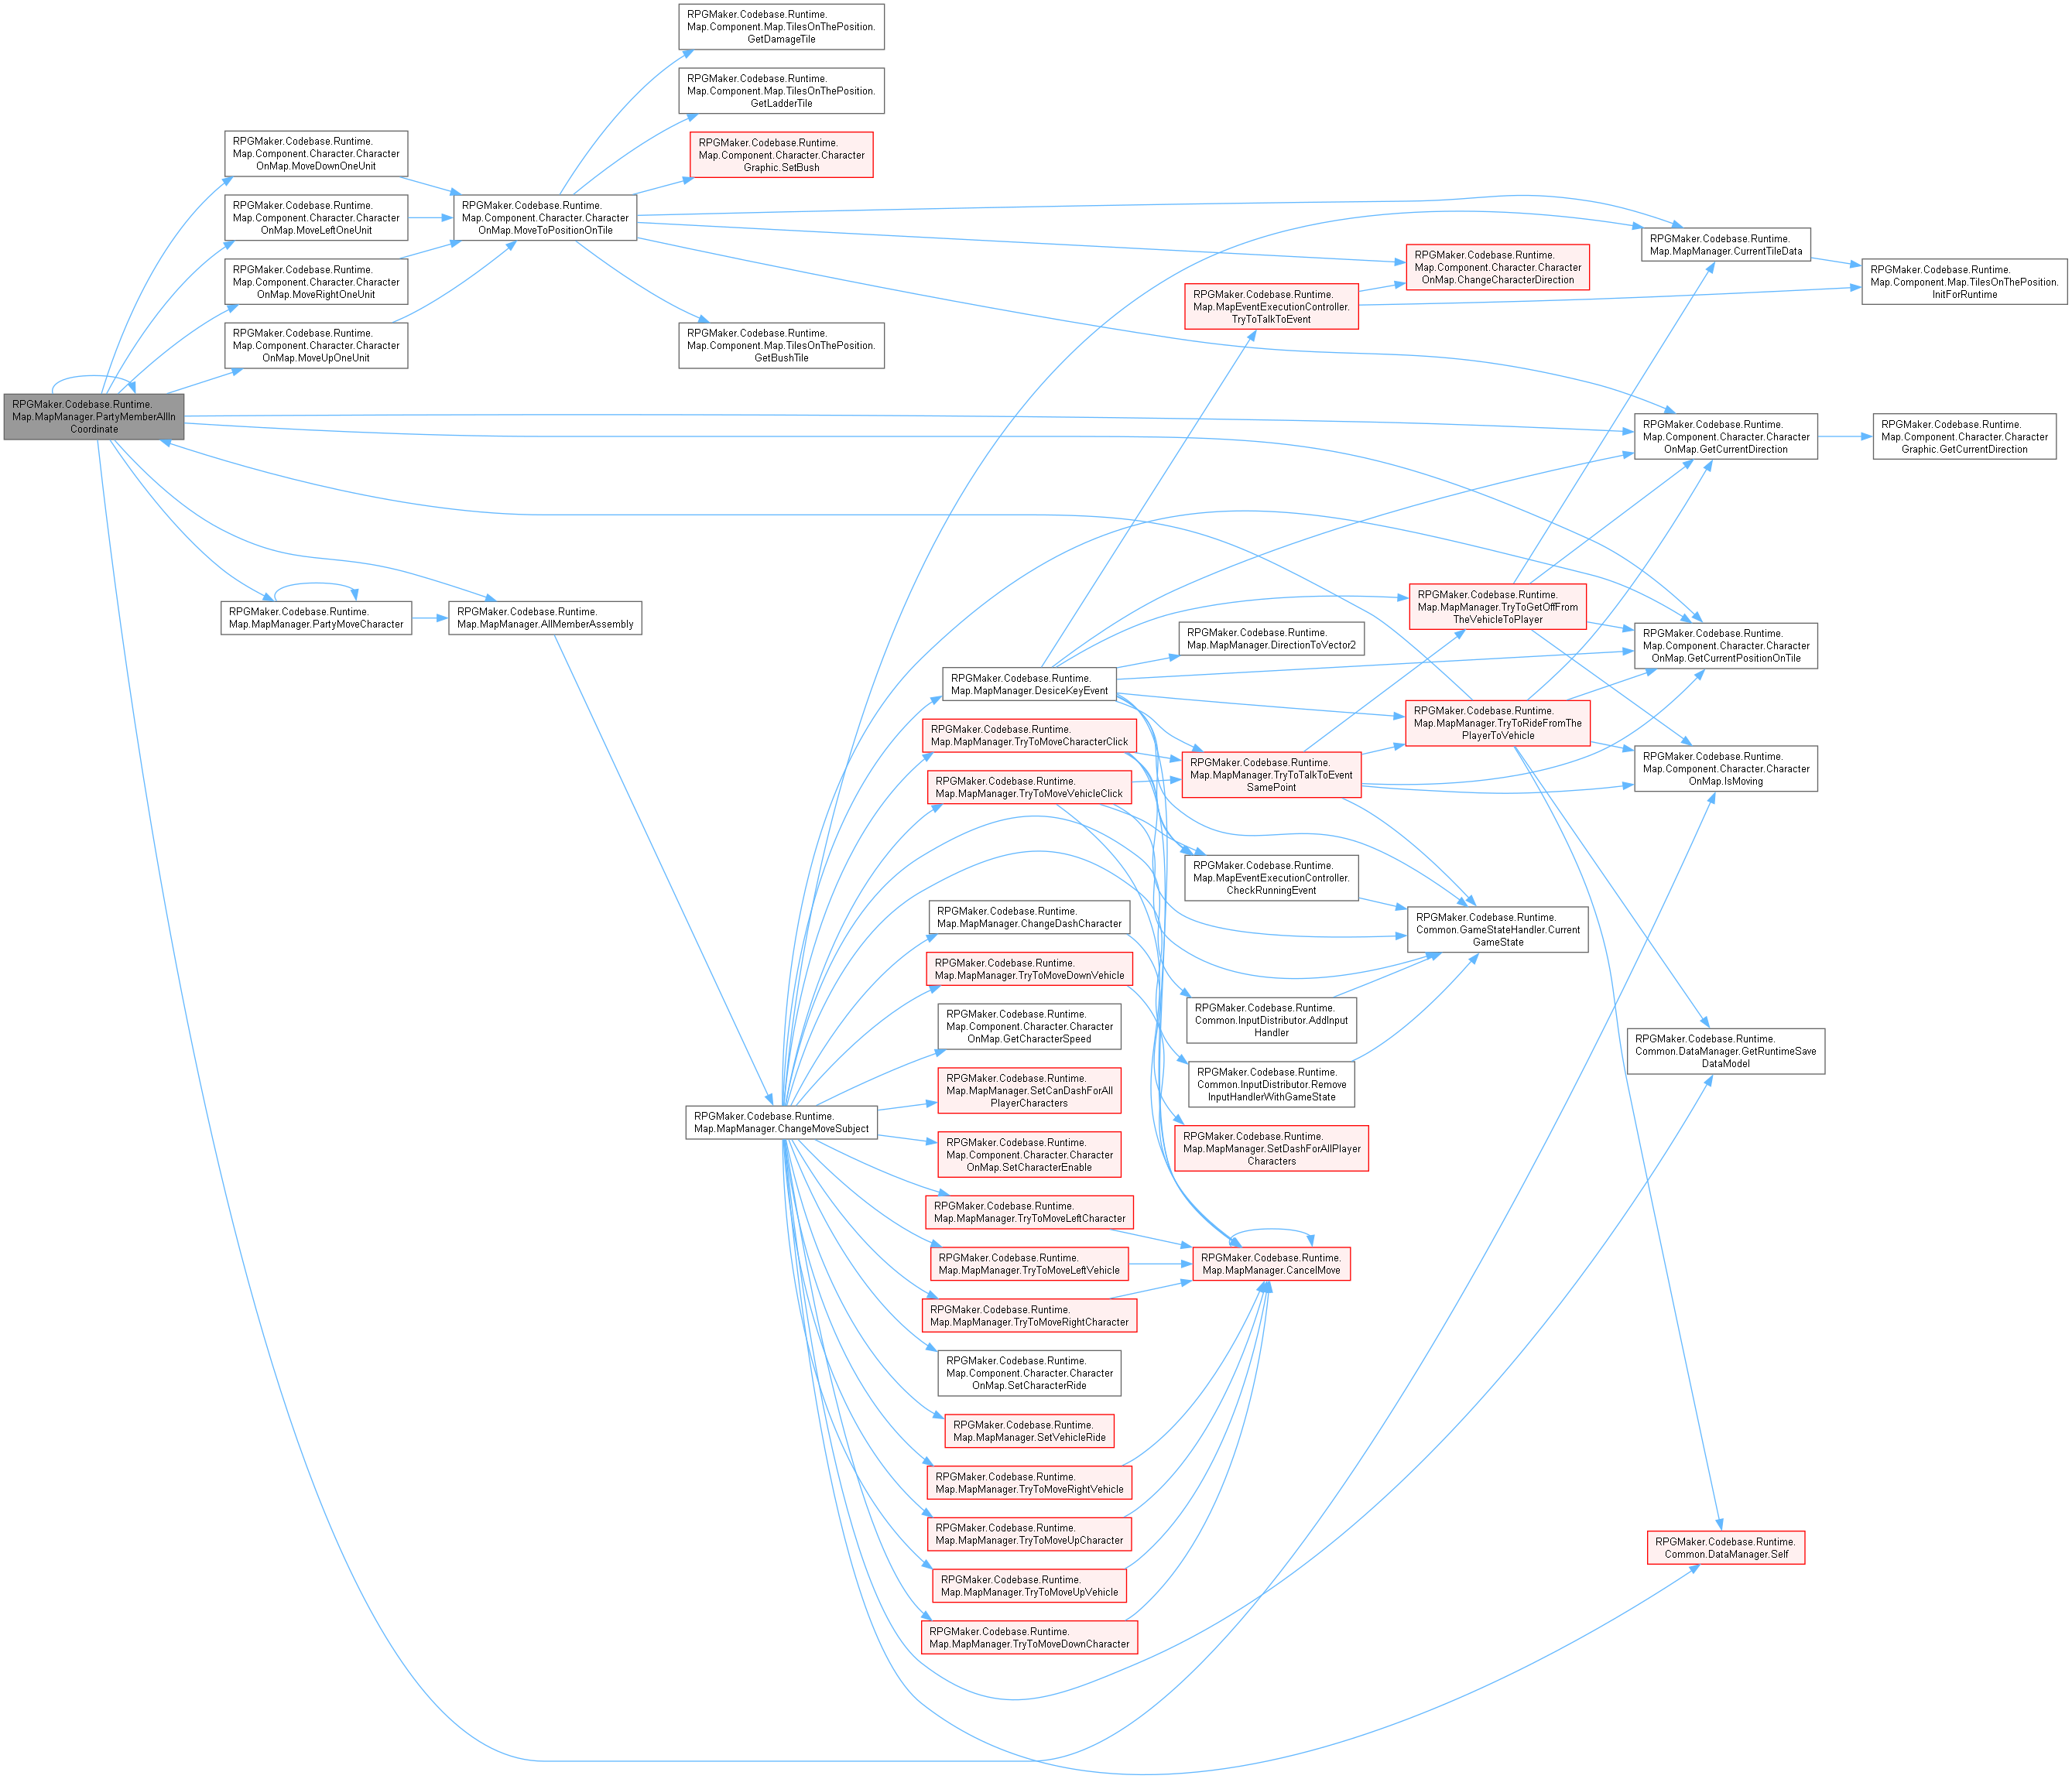 RPGMaker.Codebase.Runtime.
Map.MapManager.PartyMemberAllIn
Coordinate
RPGMaker.Codebase.Runtime.
Map.Component.Character.Character
OnMap.MoveDownOneUnit
RPGMaker.Codebase.Runtime.
Map.Component.Character.Character
OnMap.MoveLeftOneUnit
RPGMaker.Codebase.Runtime.
Map.Component.Character.Character
OnMap.MoveRightOneUnit
RPGMaker.Codebase.Runtime.
Map.Component.Character.Character
OnMap.MoveUpOneUnit
RPGMaker.Codebase.Runtime.
Map.MapManager.PartyMoveCharacter
RPGMaker.Codebase.Runtime.
Map.Component.Character.Character
OnMap.MoveToPositionOnTile
RPGMaker.Codebase.Runtime.
Map.MapManager.AllMemberAssembly
RPGMaker.Codebase.Runtime.
Map.Component.Map.TilesOnThePosition.
GetDamageTile
RPGMaker.Codebase.Runtime.
Map.Component.Map.TilesOnThePosition.
GetLadderTile
RPGMaker.Codebase.Runtime.
Map.Component.Character.Character
Graphic.SetBush
RPGMaker.Codebase.Runtime.
Map.Component.Map.TilesOnThePosition.
GetBushTile
RPGMaker.Codebase.Runtime.
Map.MapManager.ChangeMoveSubject
RPGMaker.Codebase.Runtime.
Map.MapManager.DesiceKeyEvent
RPGMaker.Codebase.Runtime.
Map.MapManager.TryToMoveCharacterClick
RPGMaker.Codebase.Runtime.
Map.MapManager.TryToMoveVehicleClick
RPGMaker.Codebase.Runtime.
Map.MapManager.ChangeDashCharacter
RPGMaker.Codebase.Runtime.
Map.MapManager.TryToMoveDownVehicle
RPGMaker.Codebase.Runtime.
Map.Component.Character.Character
OnMap.GetCharacterSpeed
RPGMaker.Codebase.Runtime.
Map.MapManager.SetCanDashForAll
PlayerCharacters
RPGMaker.Codebase.Runtime.
Map.Component.Character.Character
OnMap.SetCharacterEnable
RPGMaker.Codebase.Runtime.
Map.MapManager.TryToMoveLeftCharacter
RPGMaker.Codebase.Runtime.
Map.MapManager.TryToMoveLeftVehicle
RPGMaker.Codebase.Runtime.
Map.MapManager.TryToMoveRightCharacter
RPGMaker.Codebase.Runtime.
Map.Component.Character.Character
OnMap.SetCharacterRide
RPGMaker.Codebase.Runtime.
Map.MapManager.SetVehicleRide
RPGMaker.Codebase.Runtime.
Map.MapManager.TryToMoveRightVehicle
RPGMaker.Codebase.Runtime.
Map.MapManager.TryToMoveUpCharacter
RPGMaker.Codebase.Runtime.
Map.MapManager.TryToMoveUpVehicle
RPGMaker.Codebase.Runtime.
Map.MapManager.TryToMoveDownCharacter
RPGMaker.Codebase.Runtime.
Map.MapEventExecutionController.
TryToTalkToEvent
RPGMaker.Codebase.Runtime.
Map.MapManager.DirectionToVector2
RPGMaker.Codebase.Runtime.
Map.MapManager.TryToTalkToEvent
SamePoint
RPGMaker.Codebase.Runtime.
Map.MapEventExecutionController.
CheckRunningEvent
RPGMaker.Codebase.Runtime.
Common.InputDistributor.AddInput
Handler
RPGMaker.Codebase.Runtime.
Common.InputDistributor.Remove
InputHandlerWithGameState
RPGMaker.Codebase.Runtime.
Map.MapManager.SetDashForAllPlayer
Characters
RPGMaker.Codebase.Runtime.
Map.MapManager.CancelMove
RPGMaker.Codebase.Runtime.
Map.Component.Character.Character
OnMap.ChangeCharacterDirection
RPGMaker.Codebase.Runtime.
Map.MapManager.TryToGetOffFrom
TheVehicleToPlayer
RPGMaker.Codebase.Runtime.
Map.MapManager.TryToRideFromThe
PlayerToVehicle
RPGMaker.Codebase.Runtime.
Common.GameStateHandler.Current
GameState
RPGMaker.Codebase.Runtime.
Map.MapManager.CurrentTileData
RPGMaker.Codebase.Runtime.
Map.Component.Character.Character
OnMap.GetCurrentDirection
RPGMaker.Codebase.Runtime.
Map.Component.Character.Character
OnMap.GetCurrentPositionOnTile
RPGMaker.Codebase.Runtime.
Map.Component.Character.Character
OnMap.IsMoving
RPGMaker.Codebase.Runtime.
Common.DataManager.GetRuntimeSave
DataModel
RPGMaker.Codebase.Runtime.
Common.DataManager.Self
RPGMaker.Codebase.Runtime.
Map.Component.Map.TilesOnThePosition.
InitForRuntime
RPGMaker.Codebase.Runtime.
Map.Component.Character.Character
Graphic.GetCurrentDirection